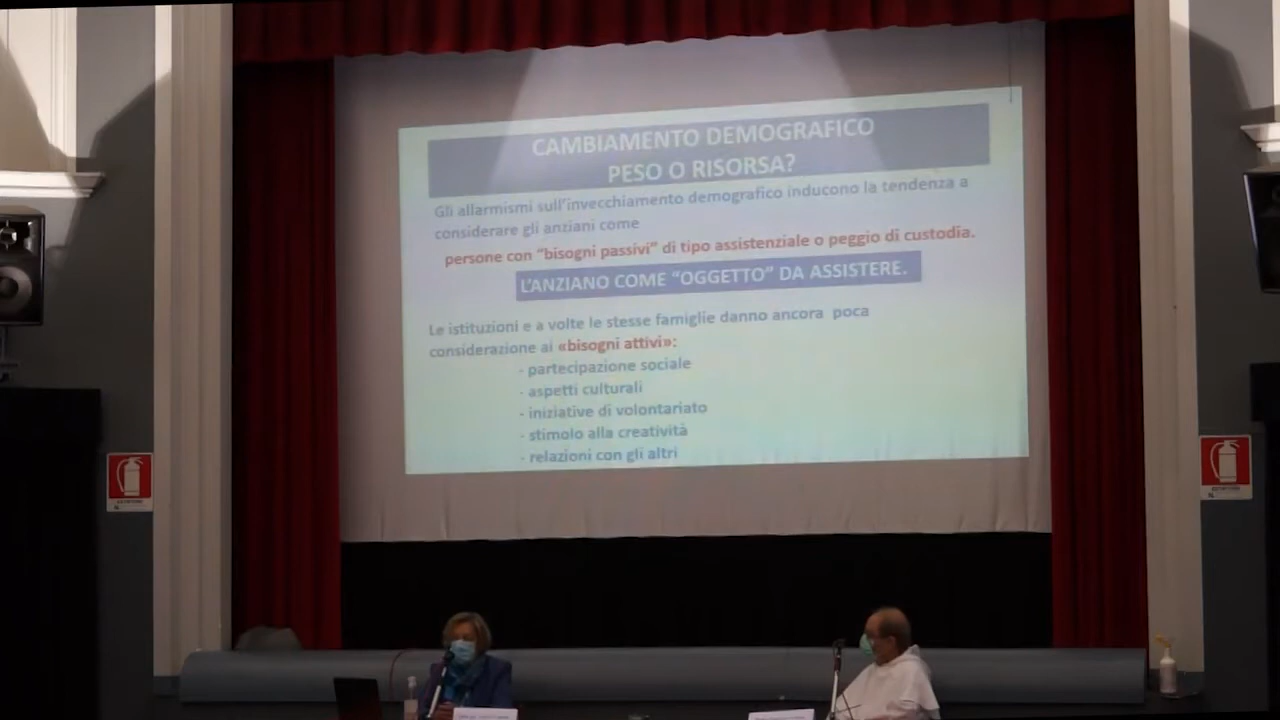 CAMBIAMENTO DEMOGRAFICO
PESO O RISORSA?
Gli allarmismi sull'invecchiamento demografico inducono la tendenza a
considerare gli anziani come
persone con “bisogni passivi” di tipo assistenziale o peggio di custodia.
L'ANZIANO COME “OGGETTO” DA ASSISTERE.
Le istituzioni e a volte le stesse famiglie danno ancora poca
considerazione ai «bisogni attivi»:
- partecipazione sociale
- aspetti culturali
- iniziative di volontariato
- stimolo alla creatività
- relazioni con gli altri